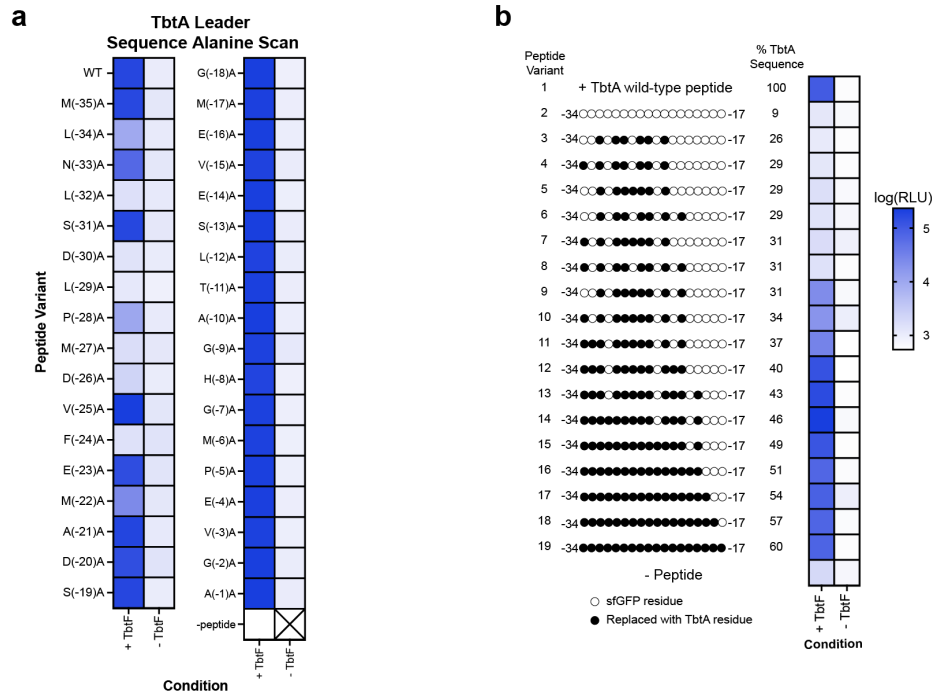 a
TbtA Leader
Sequence Alanine Scan
Peptide Variant
WT
M(-35)A
L(-34)A
N(-33)A
L(-32)A
S(-31)A
D(-30)A
L(-29)A
P(-28)A
M(-27)A
D(-26)A
V(-25)A
F(-24)A
E(-23)A
M(-22)A
A(-21)A
D(-20)A
S(-19)A
+ TbtF
- TbtF
G(-18)A
M(-17)A
E(-16)A
V(-15)A
E(-14)A
S(-13)A
L(-12)A
T(-11)A
A(-10)A
G(-9)A
H(-8)A
G(-7)A
M(-6)A
P(-5)A
E(-4)A
V(-3)A
G(-2)A
A(-1)A
-peptide
+ TbtF
- TbtF
Condition
b
Peptide
Variant
% TbtA
Sequence
1 + TbtA wild-type peptide 100
2 -34 -17 9
3 -34 -17 26
4 -34 -17 29
5 -34 -17 29
6 -34 -17 29
7 -34 -17 31
8 -34 -17 31
9 -34 -17 31
10 -34 -17 34
11 -34 -17 37
12 -34 -17 40
13 -34 -17 43
14 -34 -17 46
15 -34 -17 49
16 -34 -17 51
17 -34 -17 54
18 -34 -17 57
19 -34 -17 60
- Peptide
sfGFP residue
Replaced with TbtA residue
+ TbtF
- TbtF
Condition
log(RLU)
5
4
3